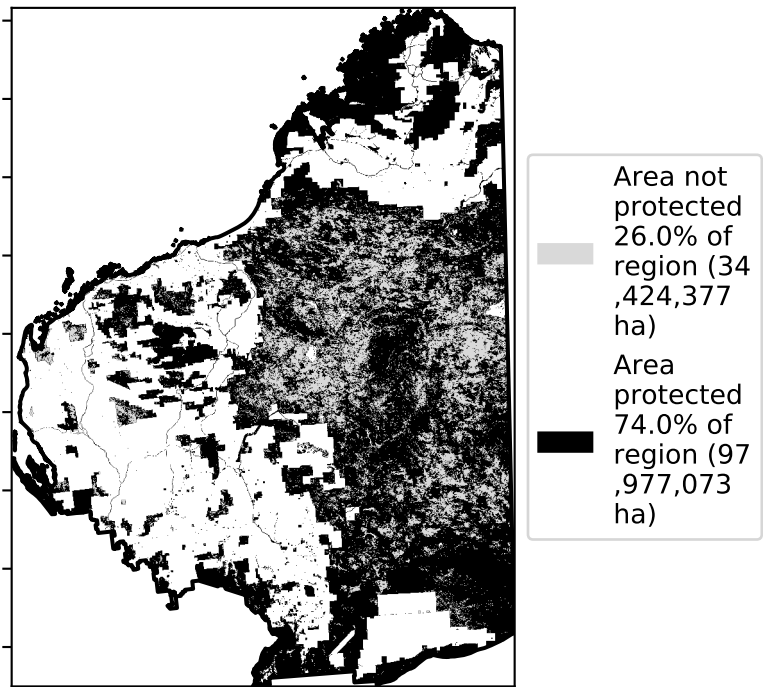 Area not
protected
26.0% of
region (34
,424,377
ha)
Area
protected
74.0% of
region (97
,977,073
ha)